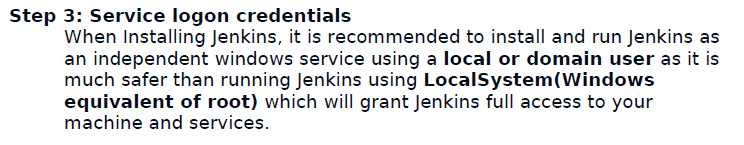 Step 3: Service logon credentials
When Installing Jenkins, it is recommended to install and run Jenkins as
an independent windows service using a local or domain user as it is
much safer than running Jenkins using LocalSystem(Windows
equivalent of root) which will grant Jenkins full access to your
machine and services.